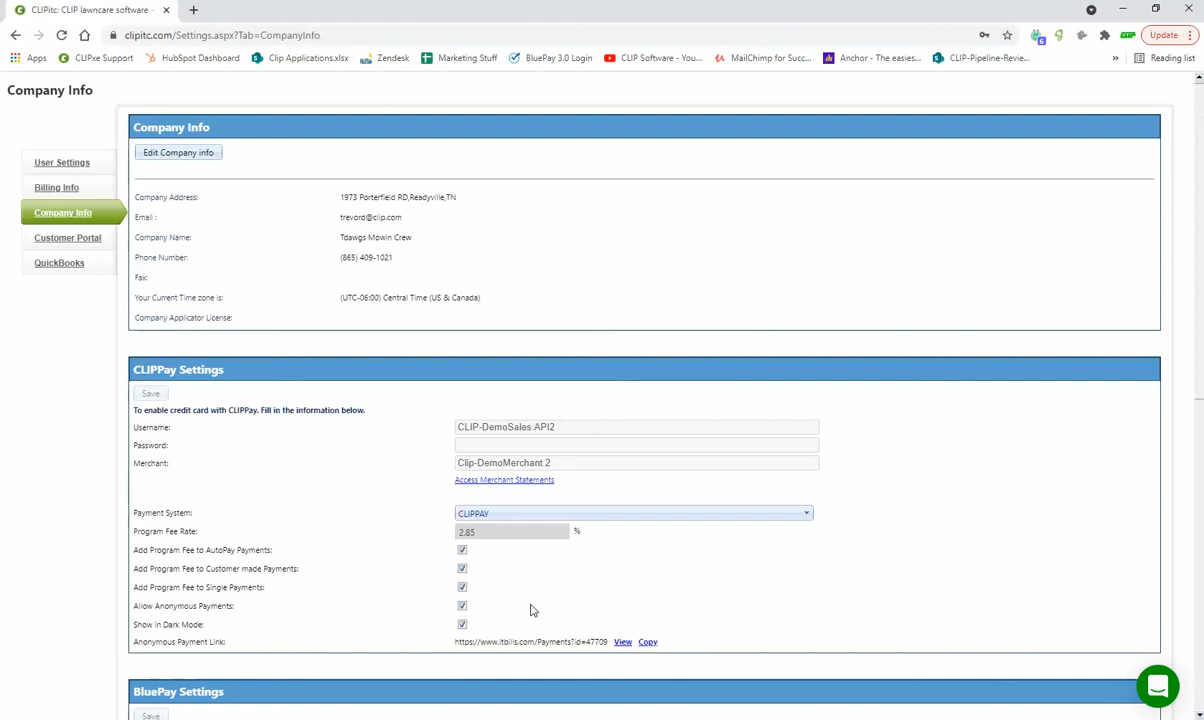 CLIPitc: CLIP lawncare software -
clipitc.com/Settings.aspx?Tab=CompanyInfo
Update
Apps CLIPxe Support HubSpot Dashboard Clip Applications.xlsx Zendesk Marketing Stuff BluePay 3.0 Login CLIP Software - You... MailChimp for Succ... Anchor - The easies... CLIP-Pipeline-Revie... » Reading list
Company Info
Company Info
Edit Company info
User Settings
Billing Info
Company Info
Customer Portal
QuickBooks
Company Address: 1973 Porterfield RD,Readyville,TN
Email : trevord@clip.com
Company Name: Tdawgs Mowin Crew
Phone Number: (865) 409-1021
Fax:
Your Current Time zone is: (UTC-06:00) Central Time (US & Canada)
Company Applicator License:
CLIPPay Settings
Save
To enable credit card with CLIPPay. Fill in the information below.
Username: CLIP-DemoSales.API2
Password:
Merchant: Clip-DemoMerchant.2
Access Merchant Statements
Payment System: CLIPPAY
Program Fee Rate: 2.85 %
Add Program Fee to AutoPay Payments:
Add Program Fee to Customer made Payments:
Add Program Fee to Single Payments:
Allow Anonymous Payments:
Show in Dark Mode:
Anonymous Payment Link: https://www.itbills.com/Payments?id=47709 View Copy
BluePay Settings
Save